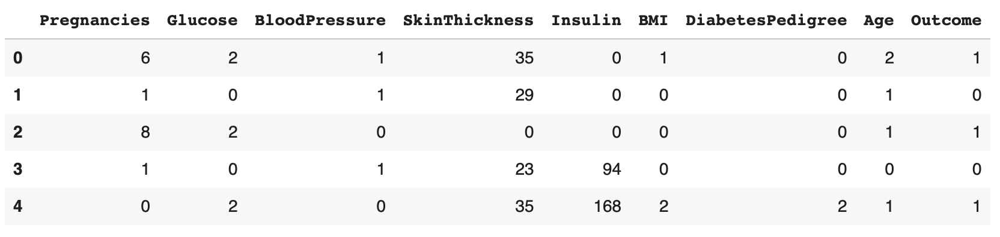 Pregnancies Glucose BloodPressure SkinThickness Insulin BMI DiabetesPedigree Age Outcome
0 6 2 1 35 0 1 0 2 1
1 1 0 1 29 0 0 0 1 0
2 8 2 0 0 0 0 0 1 1
3 1 0 1 23 94 0 0 0 0
4 0 2 0 35 168 2 2 1 1